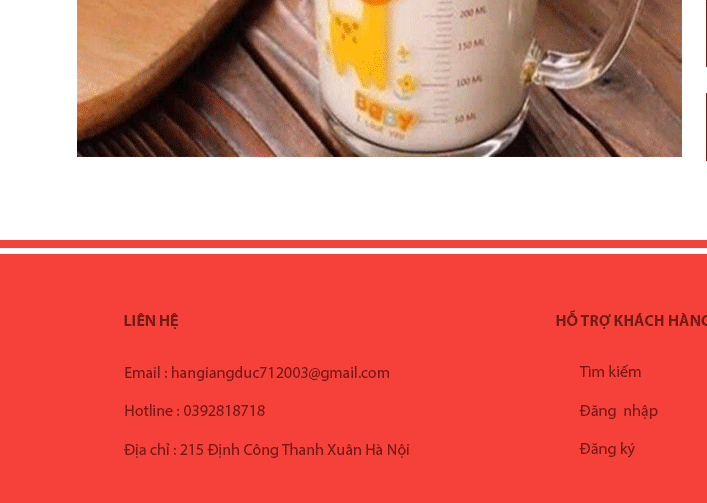 200 ML
150 ML
100 ML
BaBY
I LOVE YOU
50 ML
LIÊN HỆ
Email : hangiangduc712003@gmail.com
Hotline : 0392818718
Địa chỉ : 215 Định Công Thanh Xuân Hà Nội
HỖ TRỢ KHÁCH HÀNG
Tìm kiếm
Đăng nhập
Đăng ký